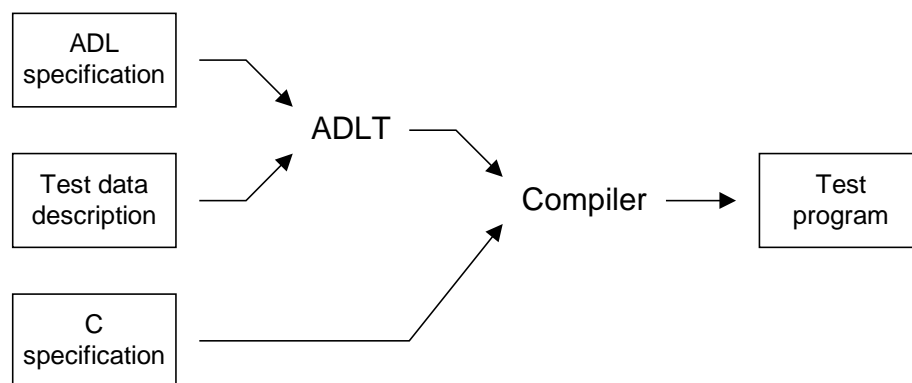 ADL
specification
ADLT
Test data
description
Compiler
Test
program
C
specification